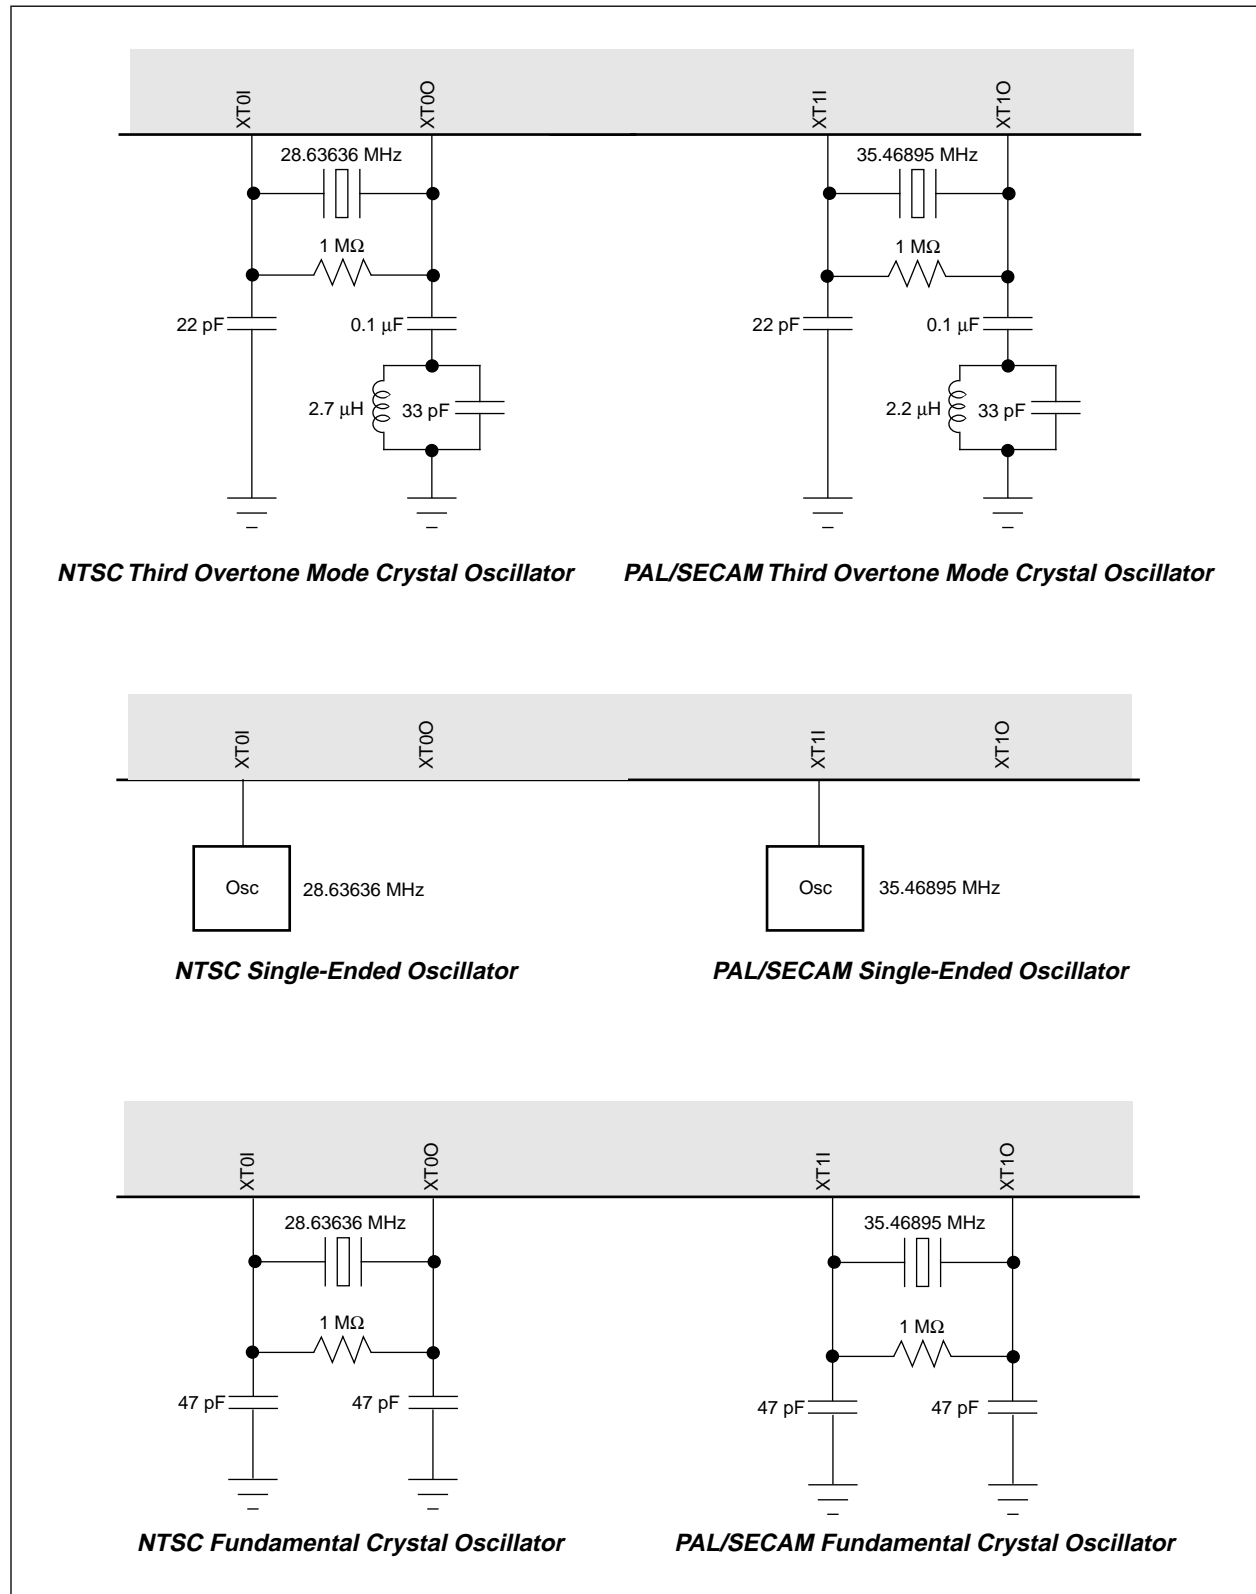 XT0I
XT0O
XT1I
XT1O
28.63636 MHz
35.46895 MHz
1 MΩ
1 MΩ
22 pF
0.1 μF
22 pF
0.1 μF
2.7 μH
33 pF
2.2 μH
33 pF
NTSC Third Overtone Mode Crystal Oscillator
PAL/SECAM Third Overtone Mode Crystal Oscillator
XT0I
XT0O
XT1I
XT1O
Osc
28.63636 MHz
Osc
35.46895 MHz
NTSC Single-Ended Oscillator
PAL/SECAM Single-Ended Oscillator
XT0I
XT0O
XT1I
XT1O
28.63636 MHz
35.46895 MHz
1 MΩ
1 MΩ
47 pF
47 pF
47 pF
47 pF
NTSC Fundamental Crystal Oscillator
PAL/SECAM Fundamental Crystal Oscillator